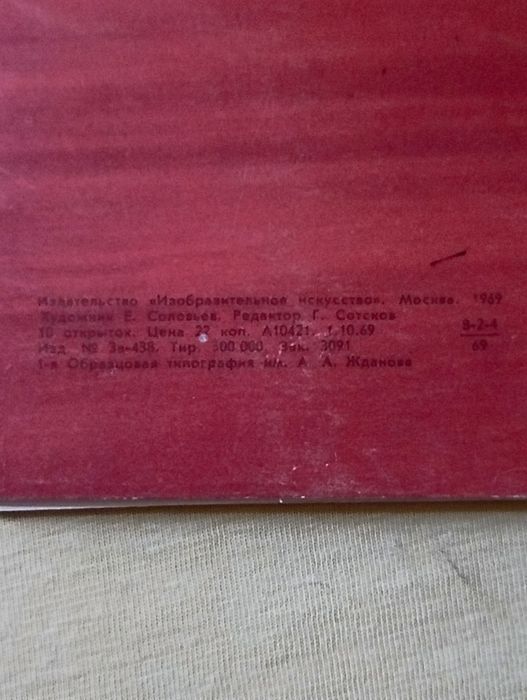 Издательство «Изобразительное искусство». Москва. 1969
Художник Е. Соловьев. Редактор Г. Сотсков
10 открыток. Цена 22 коп. А10421. 1.10.69
8-2-4
69
Изд. № 3а-438. Тир. 300.000. Зак. 3091
1-я Образцовая типография им. А. А. Жданова